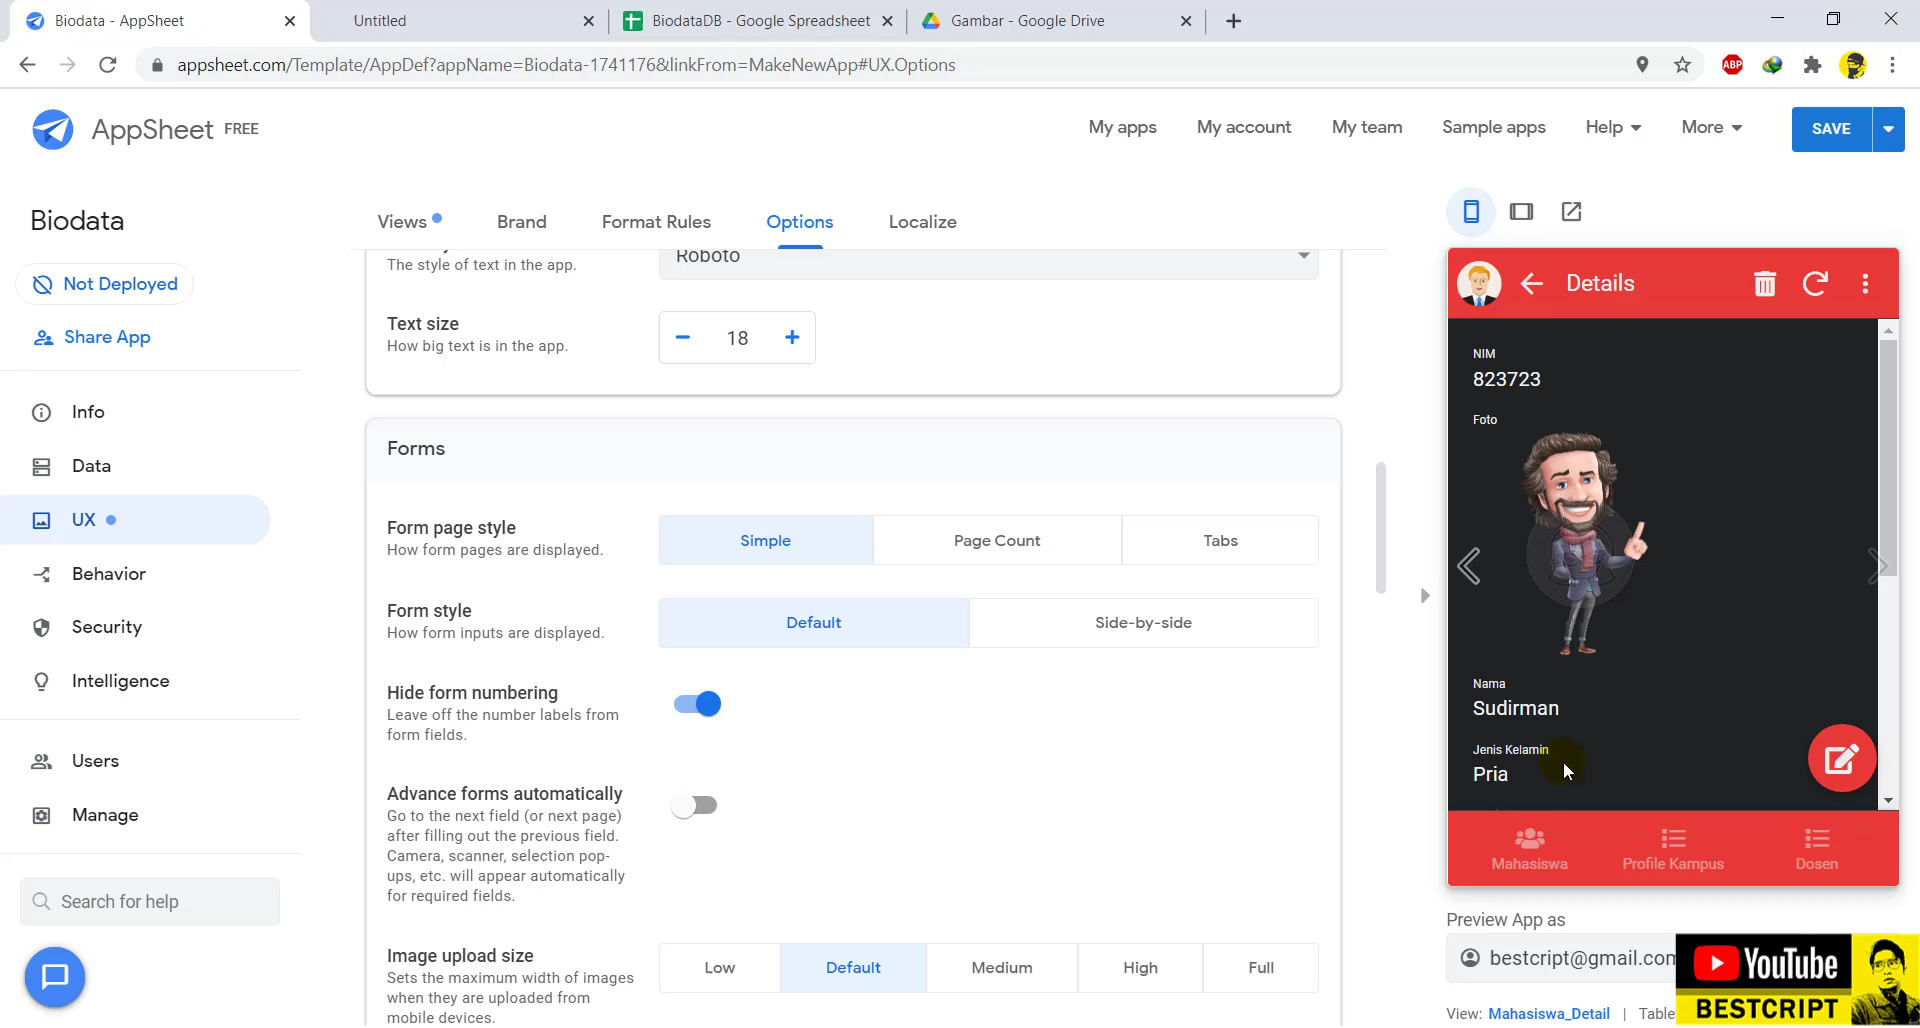 Biodata - AppSheet
Untitled
BiodataDB - Google Spreadsheet
Gambar - Google Drive
appsheet.com/Template/AppDef?appName=Biodata-1741176&linkFrom=MakeNewApp#UX.Options
ABP
AppSheet FREE
My apps
My account
My team
Sample apps
Help
More
SAVE
Biodata
Not Deployed
Share App
Info
Data
UX
Behavior
Security
Intelligence
Users
Manage
Search for help
Views
Brand
Format Rules
Options
Localize
The style of text in the app.
Roboto
Text size
How big text is in the app.
18
Forms
Form page style
How form pages are displayed.
Simple
Page Count
Tabs
Form style
How form inputs are displayed.
Default
Side-by-side
Hide form numbering
Leave off the number labels from
form fields.
Advance forms automatically
Go to the next field (or next page)
after filling out the previous field.
Camera, scanner, selection pop-
ups, etc. will appear automatically
for required fields.
Image upload size
Sets the maximum width of images
when they are uploaded from
mobile devices.
Low
Default
Medium
High
Full
Details
NIM
823723
Foto
Nama
Sudirman
Jenis Kelamin
Pria
Mahasiswa
Profile Kampus
Dosen
Preview App as
bestcript@gmail.com
View: Mahasiswa_Detail | Table
YouTube
BESTCRIPT